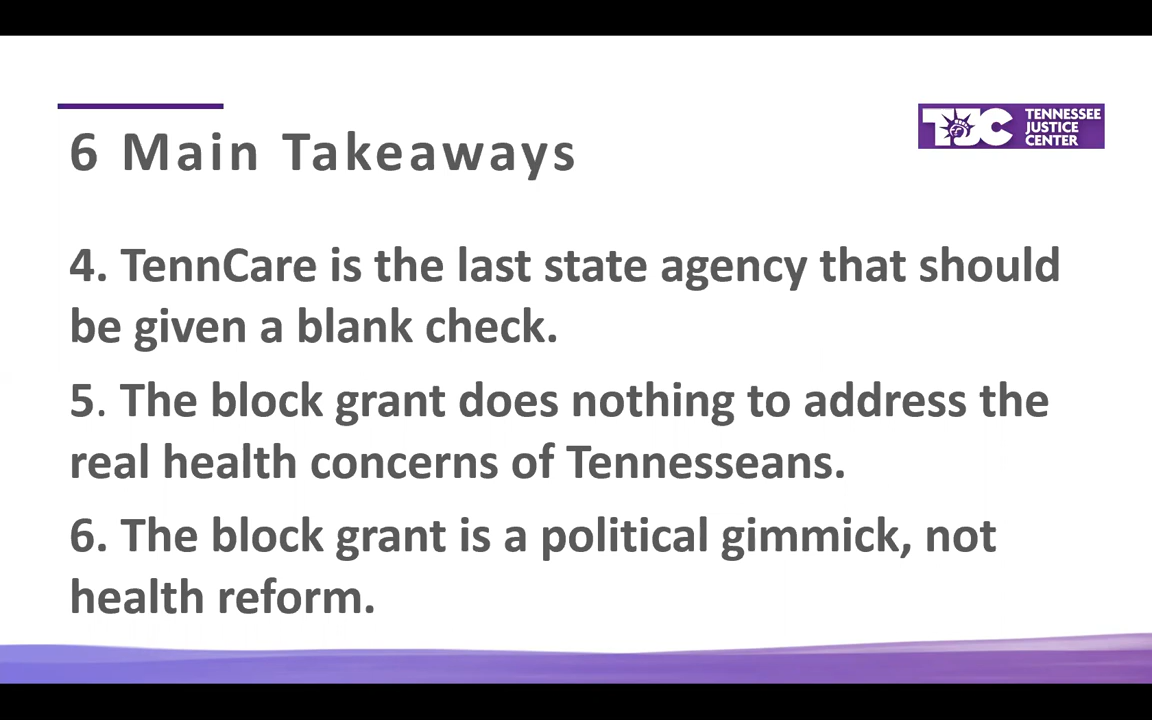 6 Main Takeaways
TJC TENNESSEE
JUSTICE
CENTER
4. TennCare is the last state agency that should
be given a blank check.
5. The block grant does nothing to address the
real health concerns of Tennesseans.
6. The block grant is a political gimmick, not
health reform.